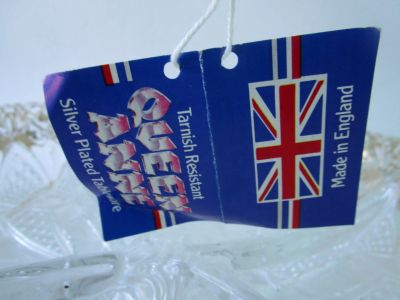 Tarnish Resistant
QUEEN
ANNE
Silver Plated Tableware
Made in England